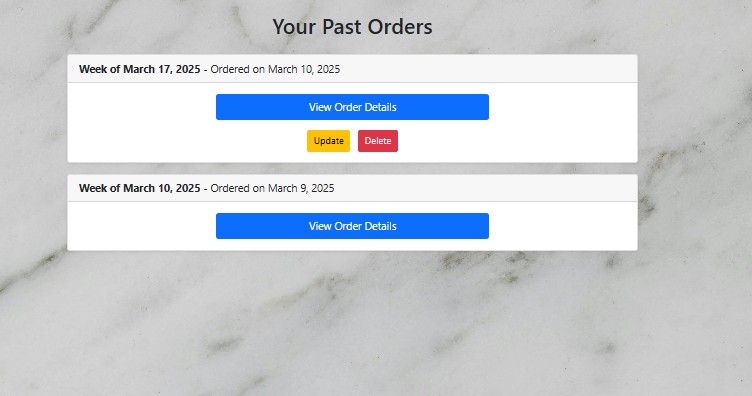 Your Past Orders
Week of March 17, 2025 - Ordered on March 10, 2025
View Order Details
Update Delete
Week of March 10, 2025 - Ordered on March 9, 2025
View Order Details